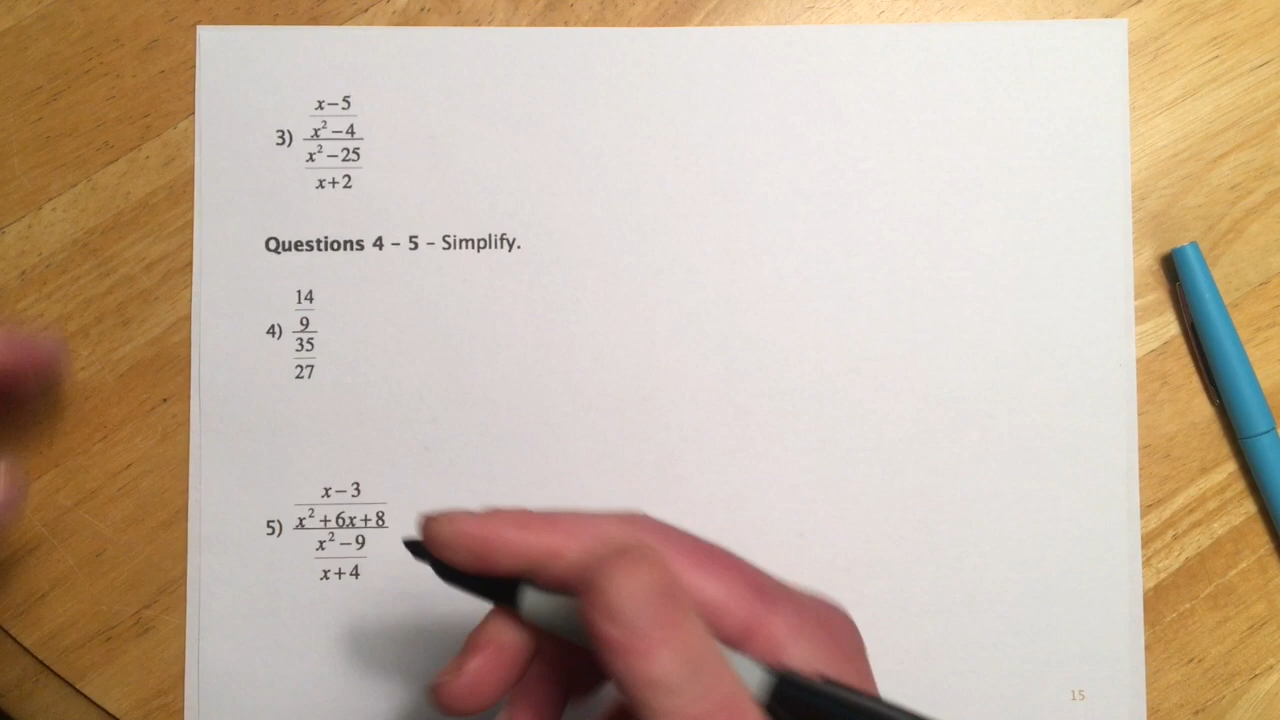 x−5
3) x²−4
x²−25
x+2
Questions 4 – 5 – Simplify.
14
4) 9
35
27
x−3
5) x²+6x+8
x²−9
x+4
15